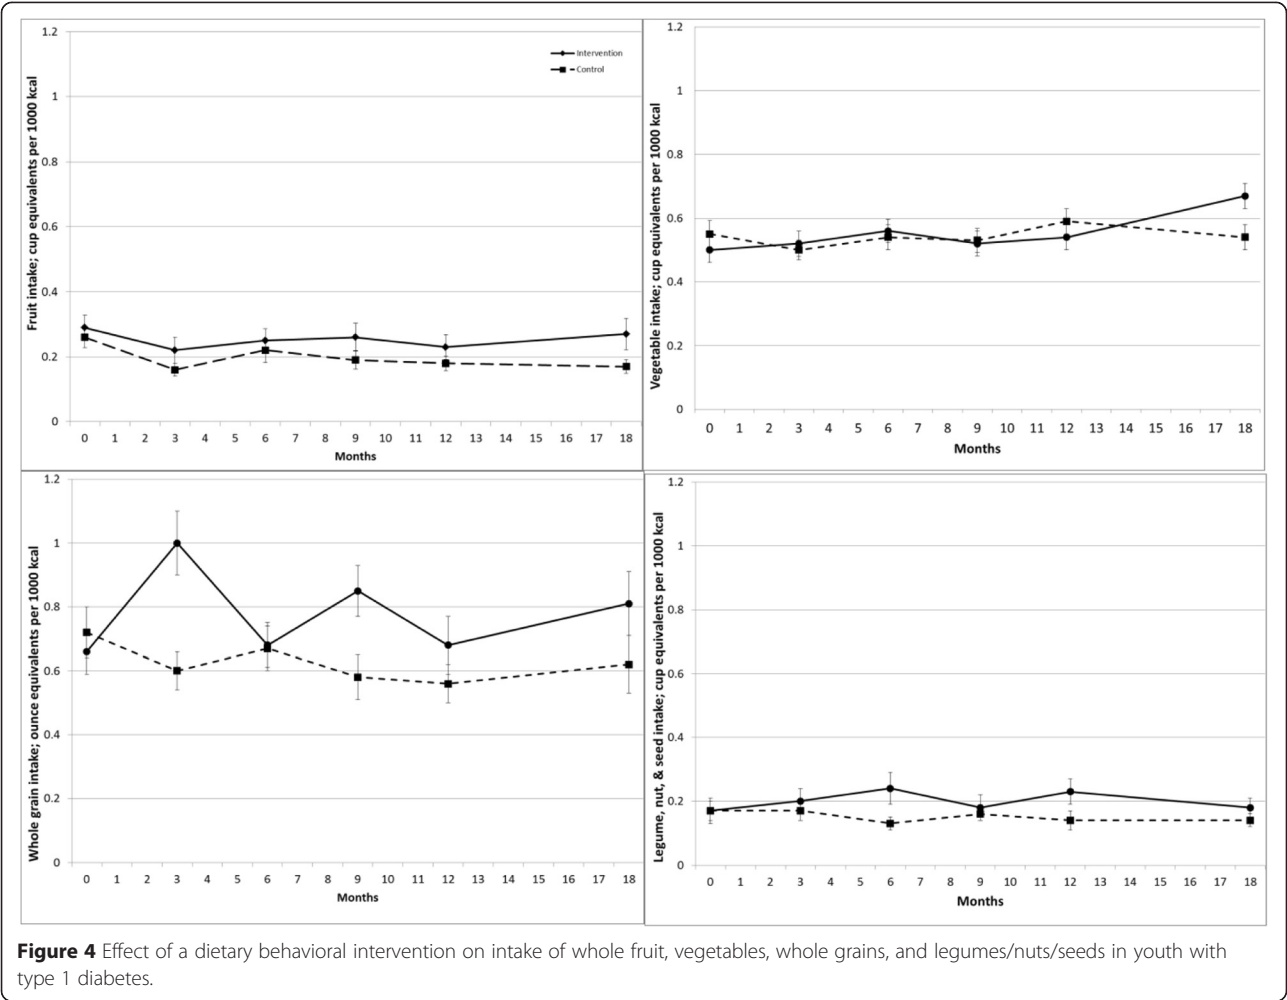 Fruit intake; cup equivalents per 1000 kcal
1.2
1
0.8
0.6
0.4
0.2
0
Intervention
Control
0 1 2 3 4 5 6 7 8 9 10 11 12 13 14 15 16 17 18
Months
Vegetable intake; cup equivalents per 1000 kcal
1.2
1
0.8
0.6
0.4
0.2
0
0 1 2 3 4 5 6 7 8 9 10 11 12 13 14 15 16 17 18
Months
Whole grain intake; ounce equivalents per 1000 kcal
1.2
1
0.8
0.6
0.4
0.2
0
0 1 2 3 4 5 6 7 8 9 10 11 12 13 14 15 16 17 18
Months
Legume, nut, & seed intake; cup equivalents per 1000 kcal
1.2
1
0.8
0.6
0.4
0.2
0
0 1 2 3 4 5 6 7 8 9 10 11 12 13 14 15 16 17 18
Months
Figure 4 Effect of a dietary behavioral intervention on intake of whole fruit, vegetables, whole grains, and legumes/nuts/seeds in youth with
type 1 diabetes.